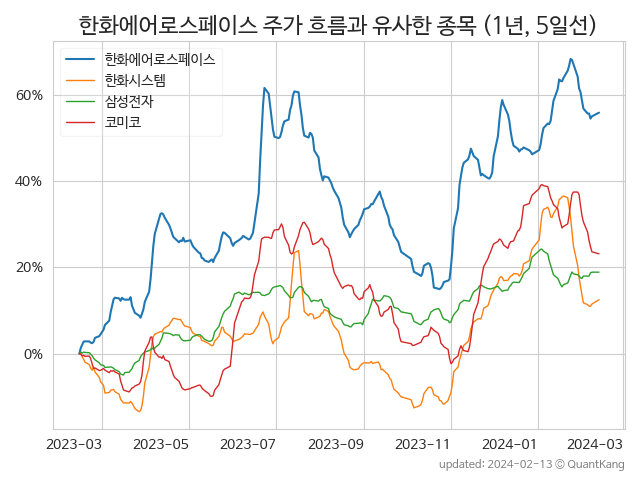 한화에어로스페이스 주가 흐름과 유사한 종목 (1년, 5일선)
한화에어로스페이스
한화시스템
삼성전자
코미코
60%
40%
20%
0%
2023-03 2023-05 2023-07 2023-09 2023-11 2024-01 2024-03
updated: 2024-02-13 © QuantKang